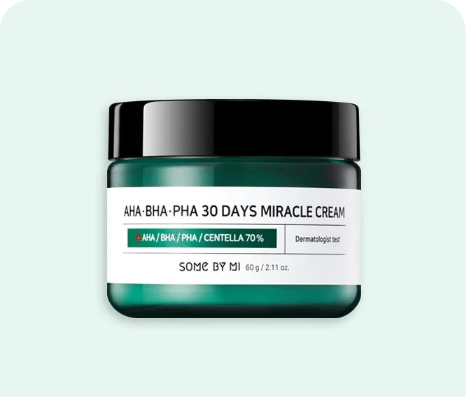 AHA·BHA·PHA 30 DAYS MIRACLE CREAM
+AHA / BHA / PHA / CENTELLA 70% Dermatologist test
SOME BY MI 60 g / 2.11 oz.